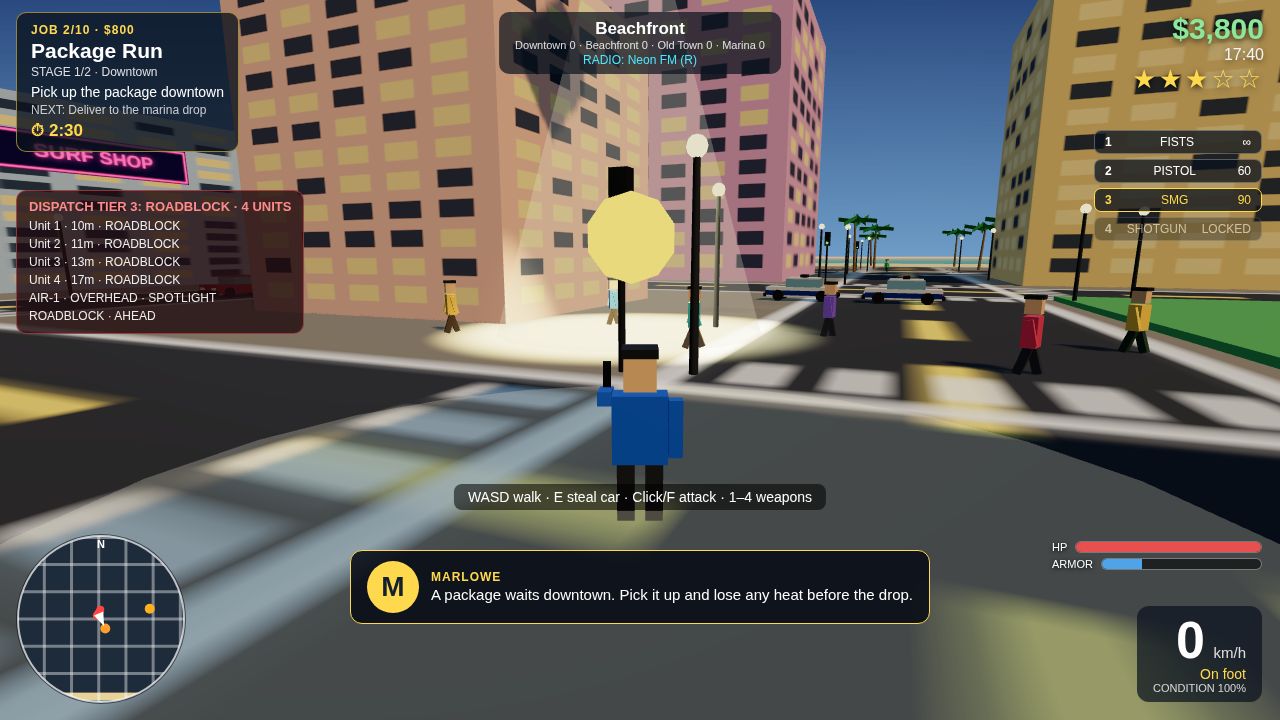 JOB 2/10 · $800
Package Run
STAGE 1/2 · Downtown
Pick up the package downtown
NEXT: Deliver to the marina drop
⏱ 2:30
SURF SHOP
DISPATCH TIER 3: ROADBLOCK · 4 UNITS
Unit 1 · 10m · ROADBLOCK
Unit 2 · 11m · ROADBLOCK
Unit 3 · 13m · ROADBLOCK
Unit 4 · 17m · ROADBLOCK
AIR-1 · OVERHEAD · SPOTLIGHT
ROADBLOCK · AHEAD
Beachfront
Downtown 0 · Beachfront 0 · Old Town 0 · Marina 0
RADIO: Neon FM (R)
$3,800
17:40
★★★☆☆
1 FISTS ∞
2 PISTOL 60
3 SMG 90
4 SHOTGUN LOCKED
WASD walk · E steal car · Click/F attack · 1–4 weapons
N
M
MARLOWE
A package waits downtown. Pick it up and lose any heat before the drop.
HP
ARMOR
0 km/h
On foot
CONDITION 100%